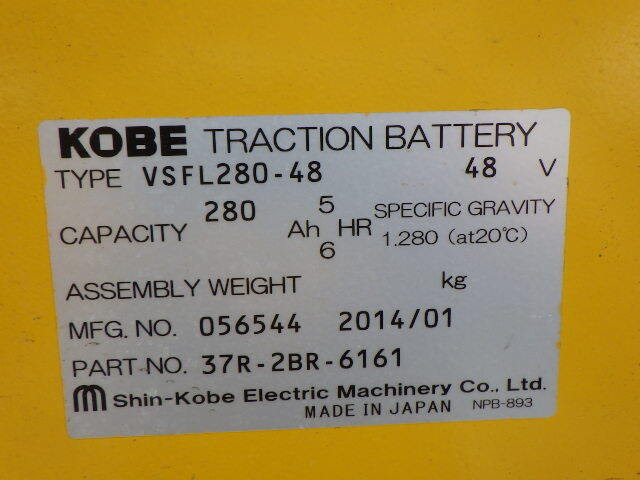 KOBE TRACTION BATTERY
TYPE VSFL280-48 48 V
CAPACITY 280 Ah 5 6 HR SPECIFIC GRAVITY 1.280 (at20℃)
ASSEMBLY WEIGHT kg
MFG. NO. 056544 2014/01
PART NO. 37R-2BR-6161
Shin-Kobe Electric Machinery Co., Ltd.
MADE IN JAPAN NPB-893